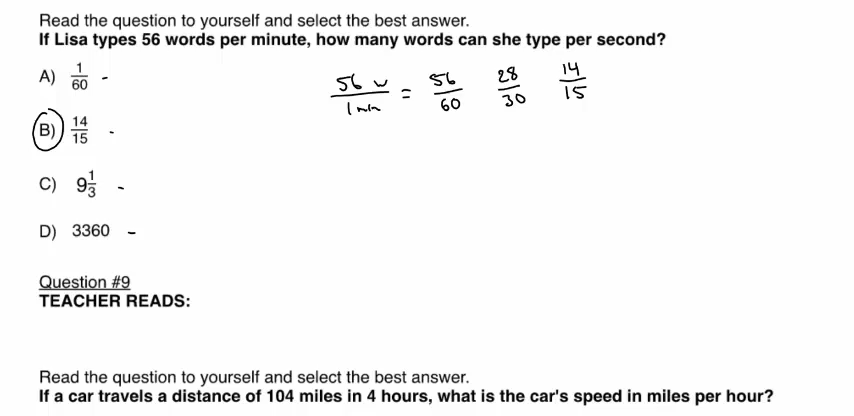 Read the question to yourself and select the best answer.
If Lisa types 56 words per minute, how many words can she type per second?
A) 1/60 -
56 w / 1 min = 56/60 28/30 14/15
B) 14/15 -
C) 9 1/3 -
D) 3360 -
Question #9
TEACHER READS:
Read the question to yourself and select the best answer.
If a car travels a distance of 104 miles in 4 hours, what is the car's speed in miles per hour?